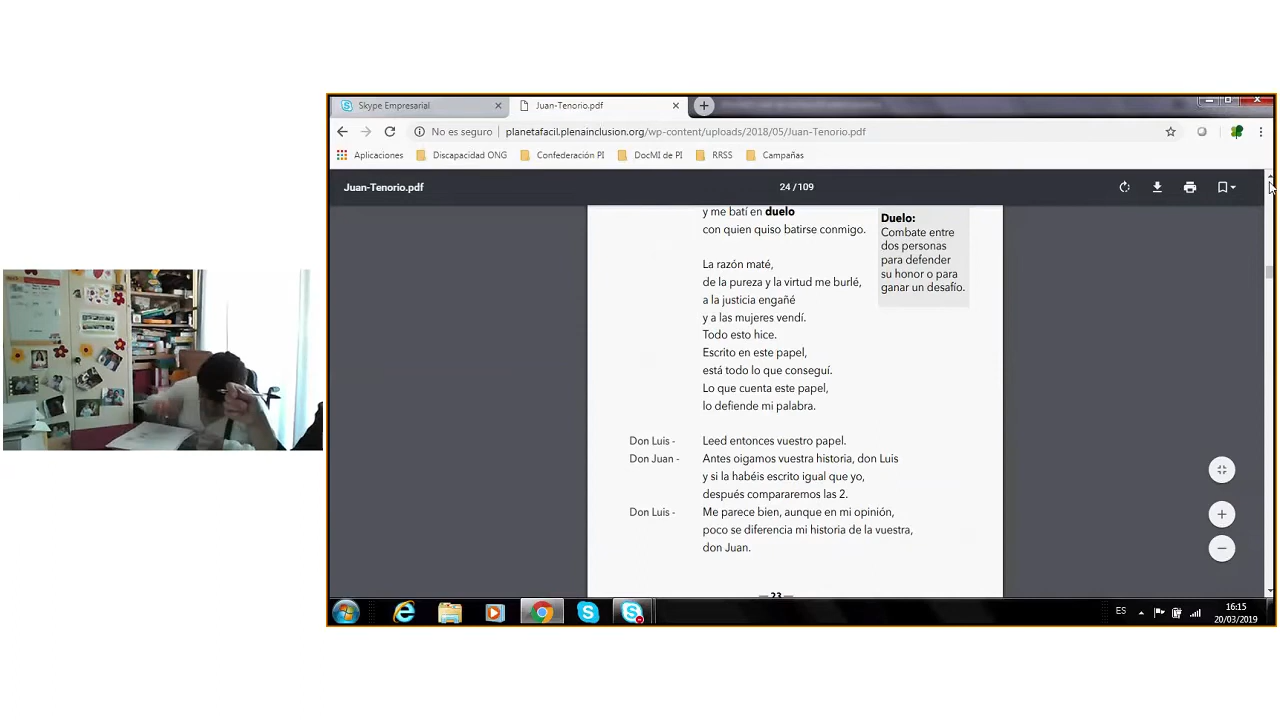 Skype Empresarial
Juan-Tenorio.pdf
No es seguro
planetafacil.plenainclusion.org/wp-content/uploads/2018/05/Juan-Tenorio.pdf
Aplicaciones
Discapacidad ONG
Confederación PI
DocMI de PI
RRSS
Campañas
Juan-Tenorio.pdf
24 / 109
y me batí en duelo
con quien quiso batirse conmigo.
Duelo:
Combate entre
dos personas
para defender
su honor o para
ganar un desafío.
La razón maté,
de la pureza y la virtud me burlé,
a la justicia engañé
y a las mujeres vendí.
Todo esto hice.
Escrito en este papel,
está todo lo que conseguí.
Lo que cuenta este papel,
lo defiende mi palabra.
Don Luis - Leed entonces vuestro papel.
Don Juan - Antes oigamos vuestra historia, don Luis
y si la habéis escrito igual que yo,
después compararemos las 2.
Don Luis - Me parece bien, aunque en mi opinión,
poco se diferencia mi historia de la vuestra,
don Juan.
— 23 —
ES
16:15
20/03/2019